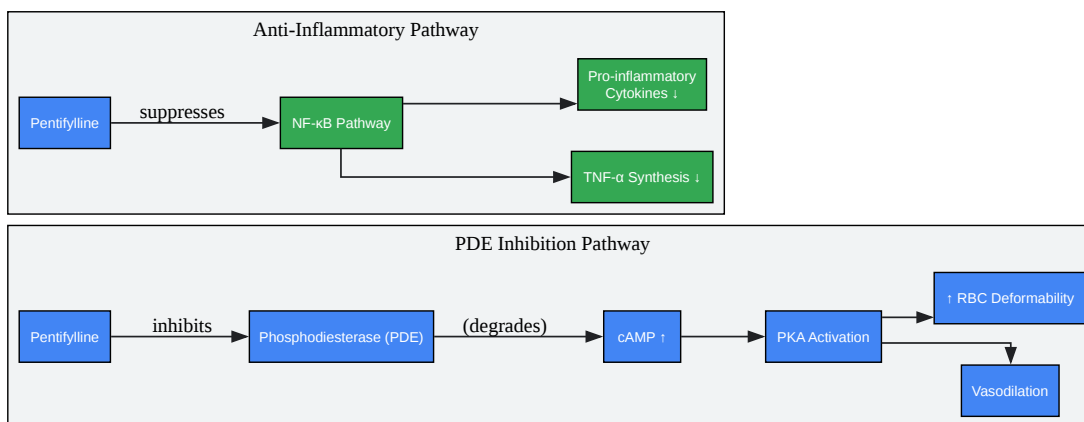 Anti-Inflammatory Pathway
Pentifylline
suppresses
NF-κB Pathway
Pro-inflammatory
Cytokines ↓
TNF-α Synthesis ↓
PDE Inhibition Pathway
Pentifylline
inhibits
Phosphodiesterase (PDE)
(degrades)
cAMP ↑
PKA Activation
↑ RBC Deformability
Vasodilation